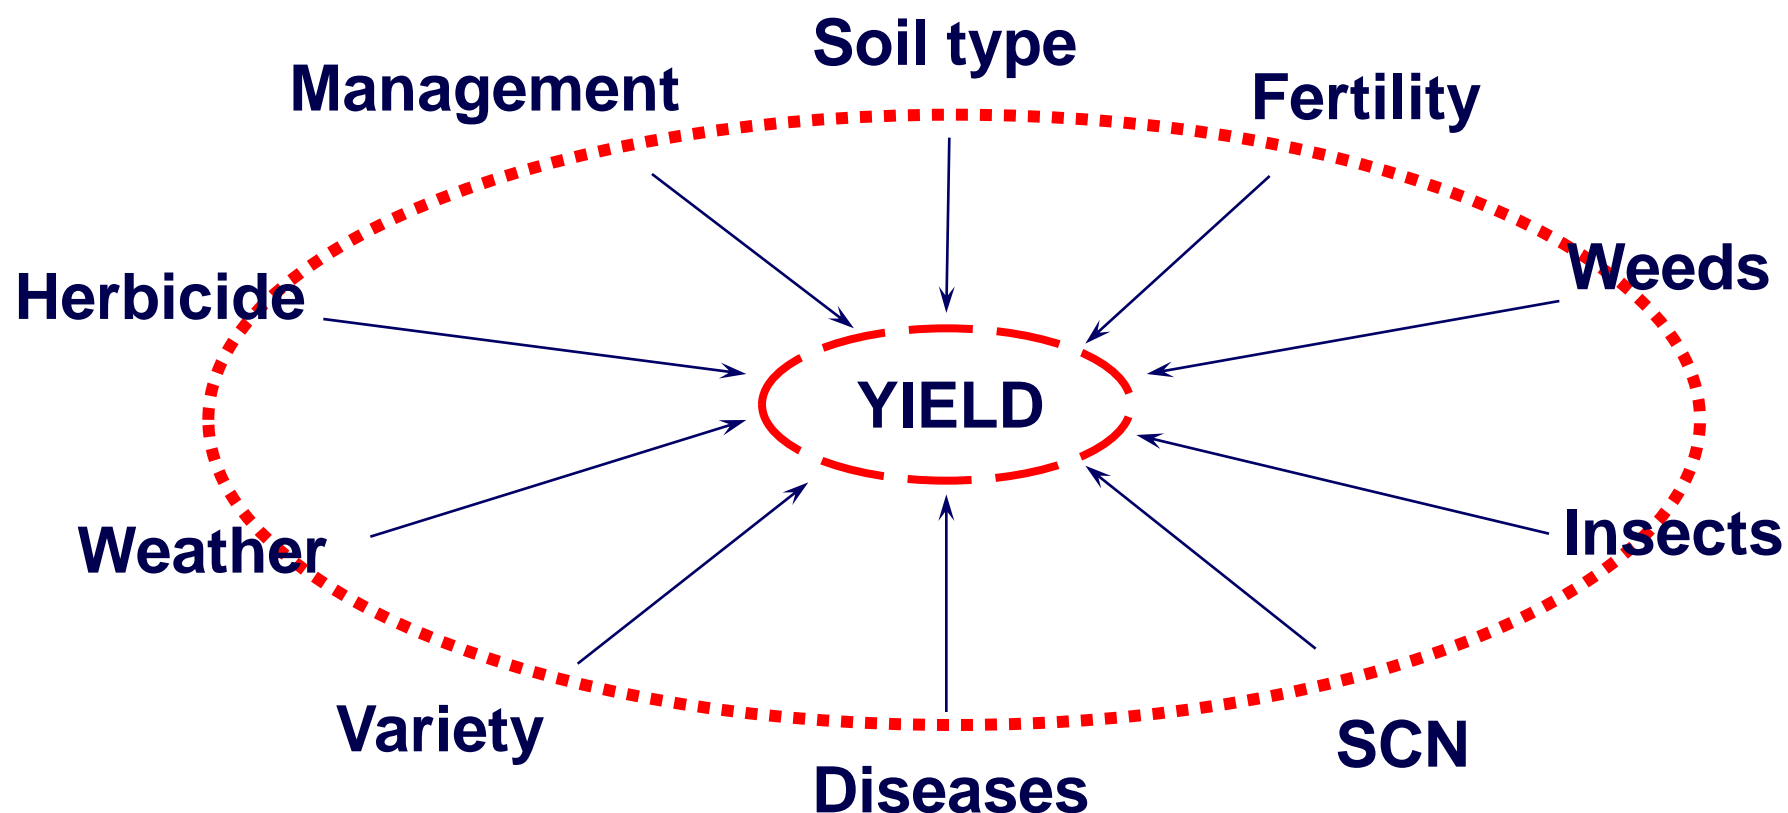 Soil type
Management
Fertility
Weeds
Herbicide
YIELD
Insects
Weather
Variety
SCN
Diseases